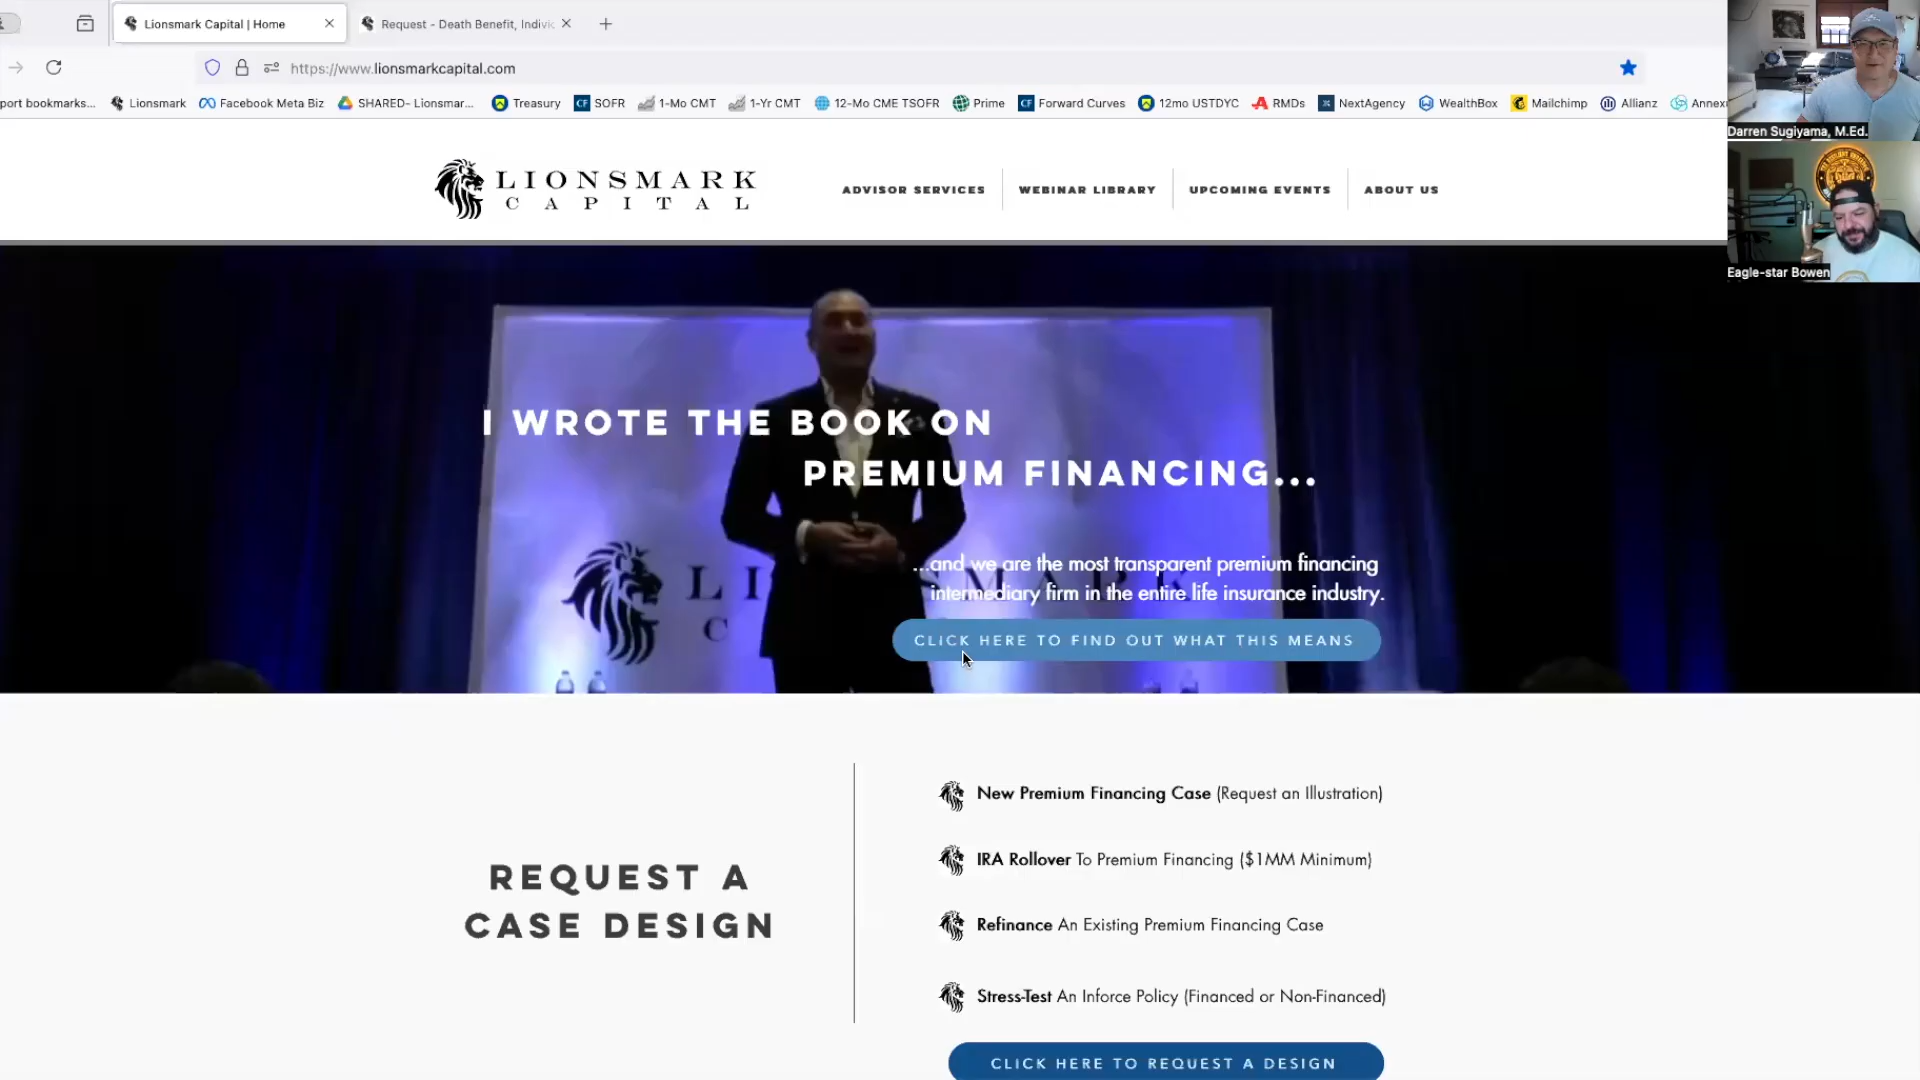 Lionsmark Capital | Home
Request - Death Benefit, Indivi
https://www.lionsmarkcapital.com
port bookmarks...
Lionsmark
Facebook Meta Biz
SHARED- Lionsmar...
Treasury
SOFR
1-Mo CMT
1-Yr CMT
12-Mo CME TSOFR
Prime
Forward Curves
12mo USTDYC
RMDs
NextAgency
WealthBox
Mailchimp
Allianz
Annex
Darren Sugiyama, M.Ed.
Eagle-star Bowen
LIONSMARK
CAPITAL
ADVISOR SERVICES
WEBINAR LIBRARY
UPCOMING EVENTS
ABOUT US
I WROTE THE BOOK ON
PREMIUM FINANCING...
...and we are the most transparent premium financing
intermediary firm in the entire life insurance industry.
CLICK HERE TO FIND OUT WHAT THIS MEANS
REQUEST A
CASE DESIGN
New Premium Financing Case (Request an Illustration)
IRA Rollover To Premium Financing ($1MM Minimum)
Refinance An Existing Premium Financing Case
Stress-Test An Inforce Policy (Financed or Non-Financed)
CLICK HERE TO REQUEST A DESIGN